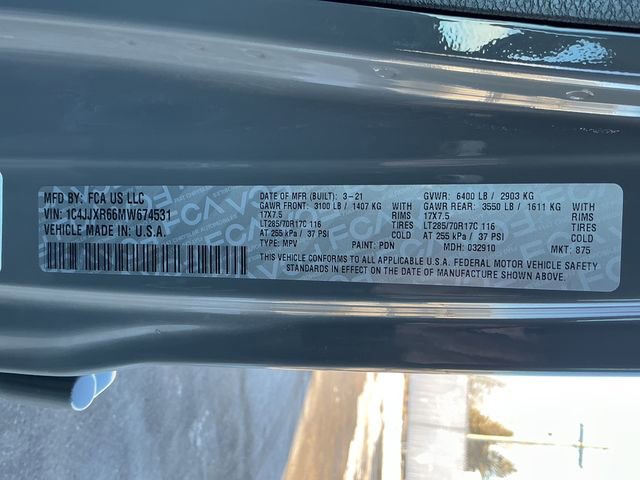 MFD BY: FCA US LLC
VIN: 1C4JJXR66MW674531
VEHICLE MADE IN: U.S.A.
DATE OF MFR (BUILT): 3-21
GAWR FRONT: 3100 LB / 1407 KG WITH
17X7.5 RIMS
LT285/70R17C 116 TIRES
AT 255 kPa / 37 PSI COLD
TYPE: MPV PAINT: PDN
GVWR: 6400 LB / 2903 KG
GAWR REAR: 3550 LB / 1611 KG WITH
17X7.5 RIMS
LT285/70R17C 116 TIRES
AT 255 kPa / 37 PSI COLD
MDH: 032910 MKT: 875
THIS VEHICLE CONFORMS TO ALL APPLICABLE U.S.A. FEDERAL MOTOR VEHICLE SAFETY
STANDARDS IN EFFECT ON THE DATE OF MANUFACTURE SHOWN ABOVE.